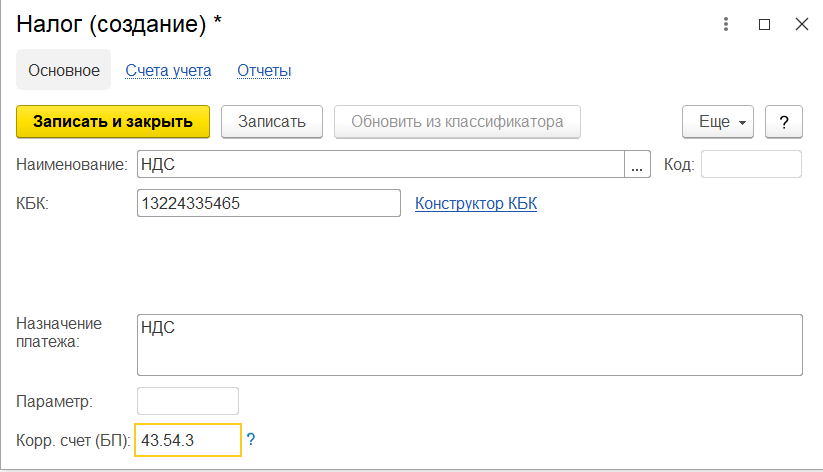 Налог (создание) *
Основное Счета учета Отчеты
Записать и закрыть Записать Обновить из классификатора Еще ?
Наименование: НДС ... Код:
КБК: 13224335465 Конструктор КБК
Назначение
платежа:
НДС
Параметр:
Корр. счет (БП): 43.54.3 ?